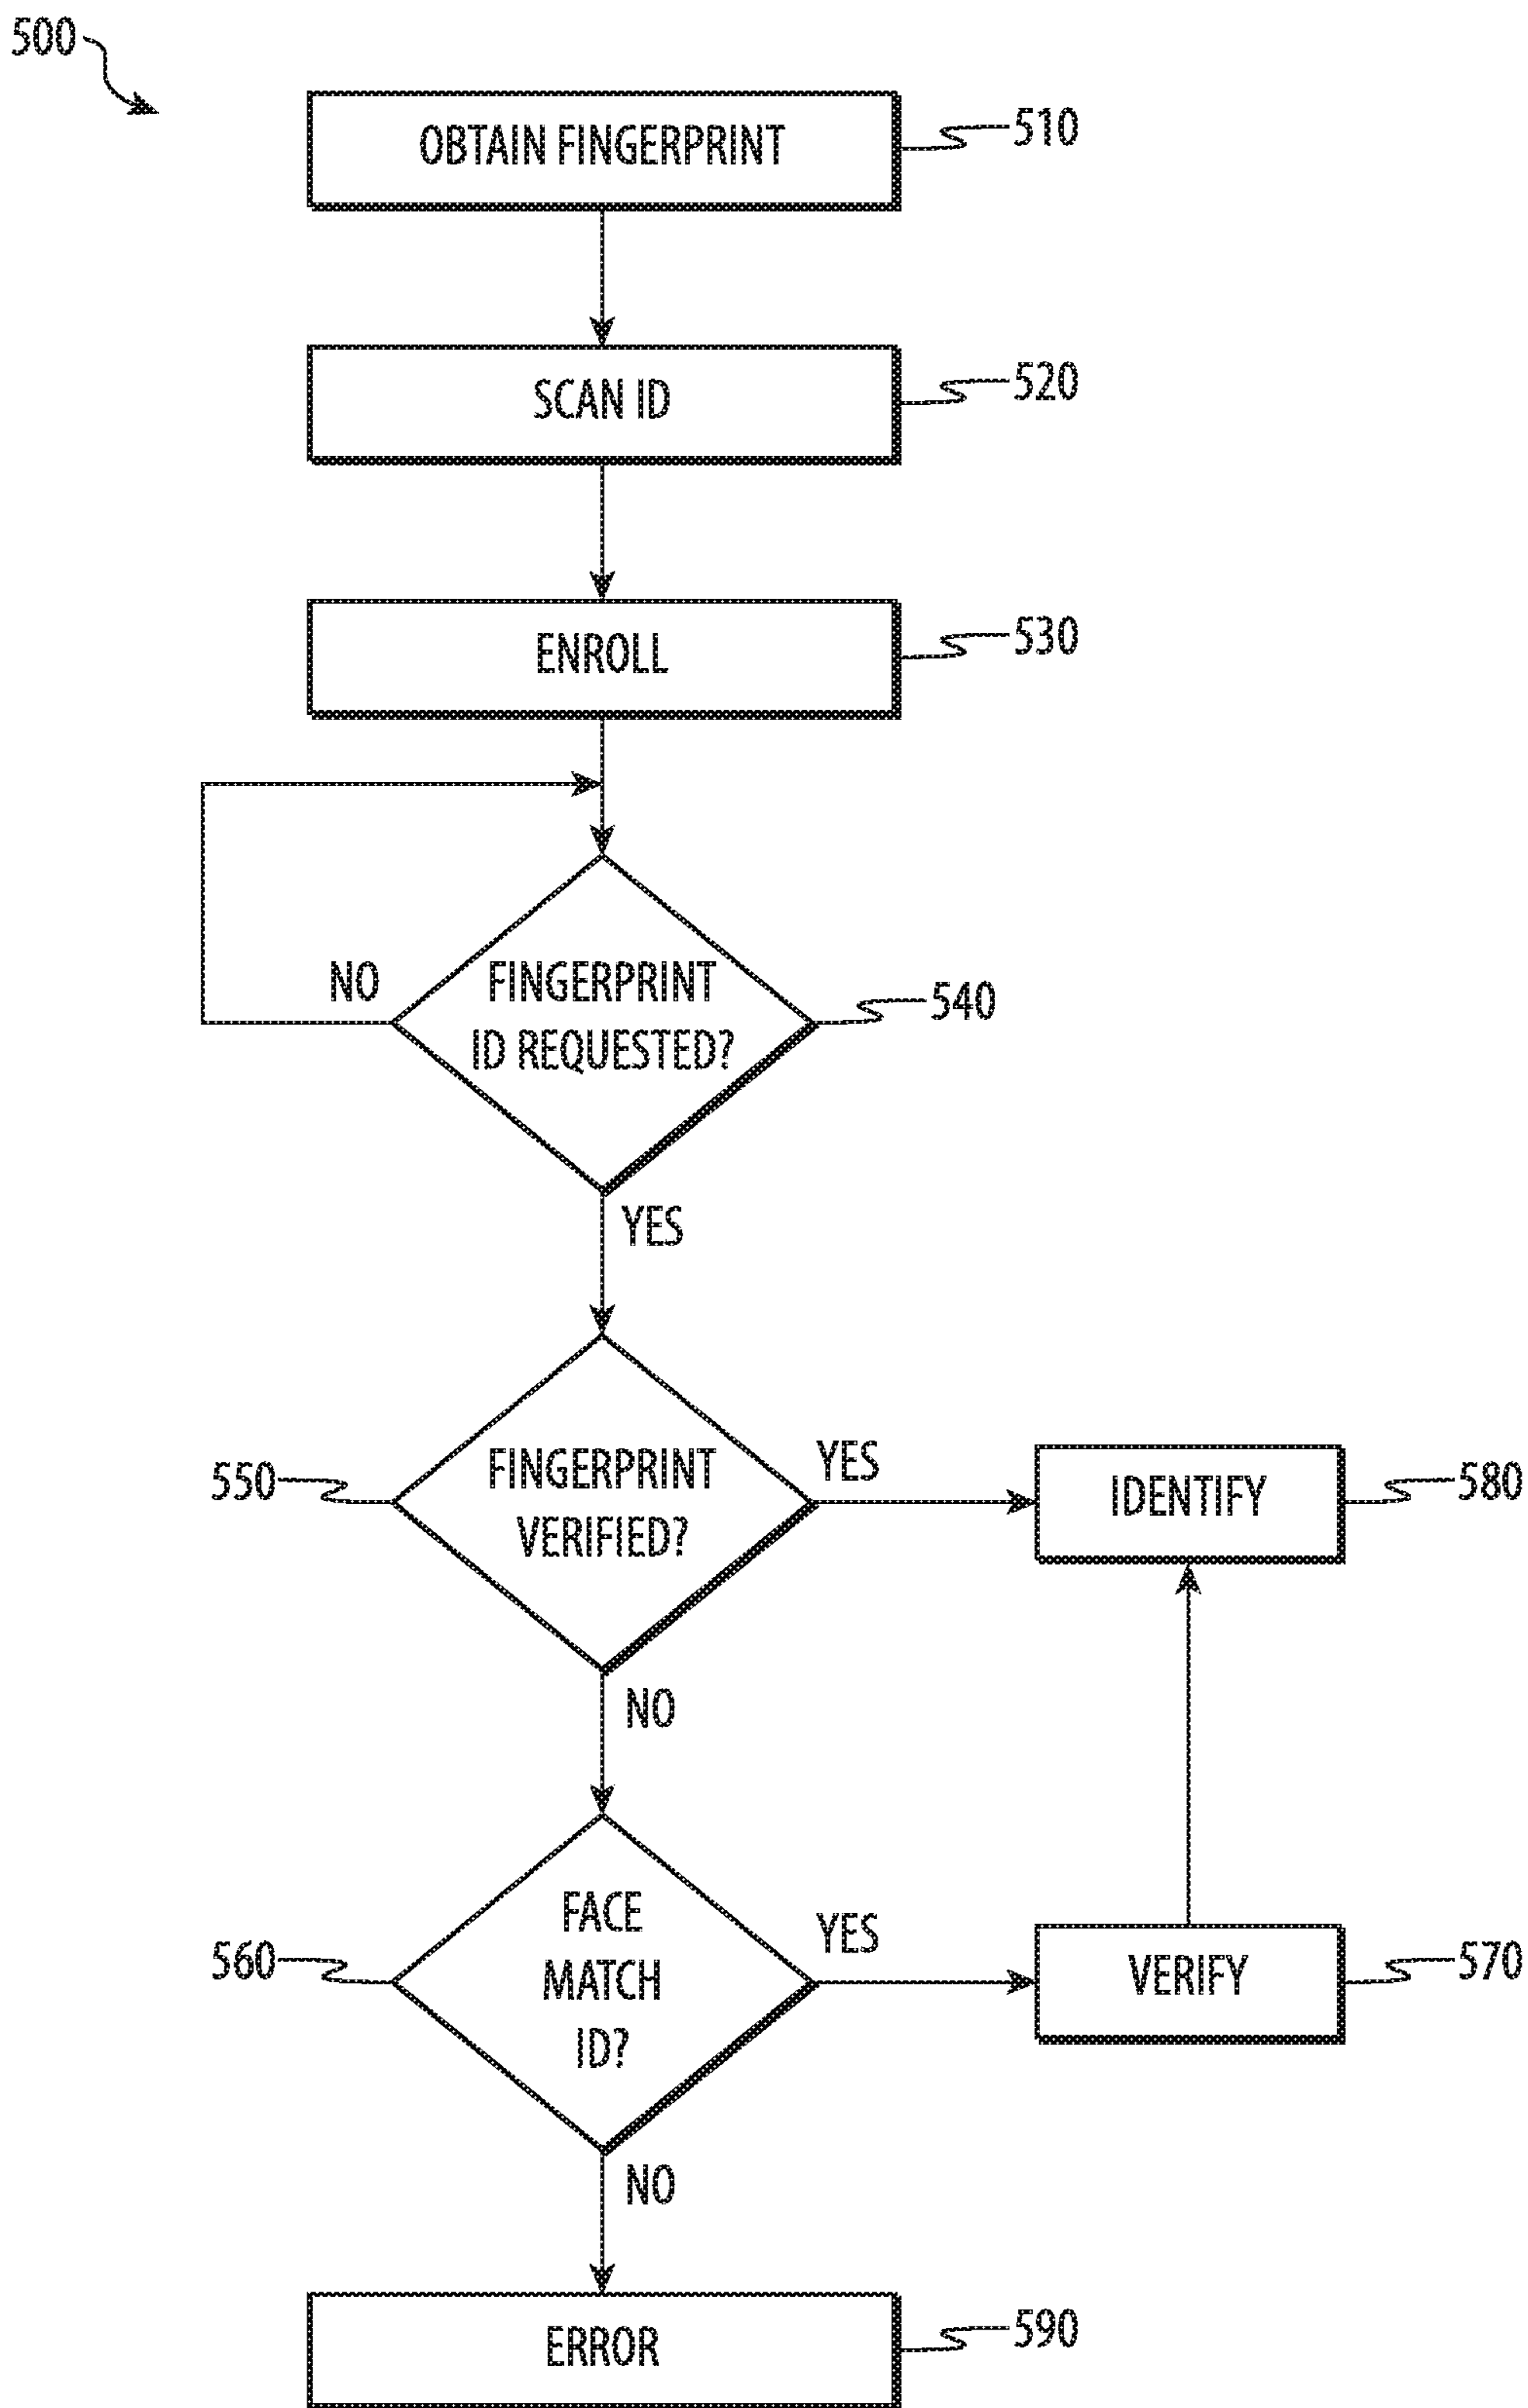 500
OBTAIN FINGERPRINT
510
SCAN ID
520
ENROLL
530
NO
FINGERPRINT
ID REQUESTED?
540
YES
550
FINGERPRINT
VERIFIED?
YES
IDENTIFY
580
NO
560
FACE
MATCH
ID?
YES
VERIFY
570
NO
ERROR
590